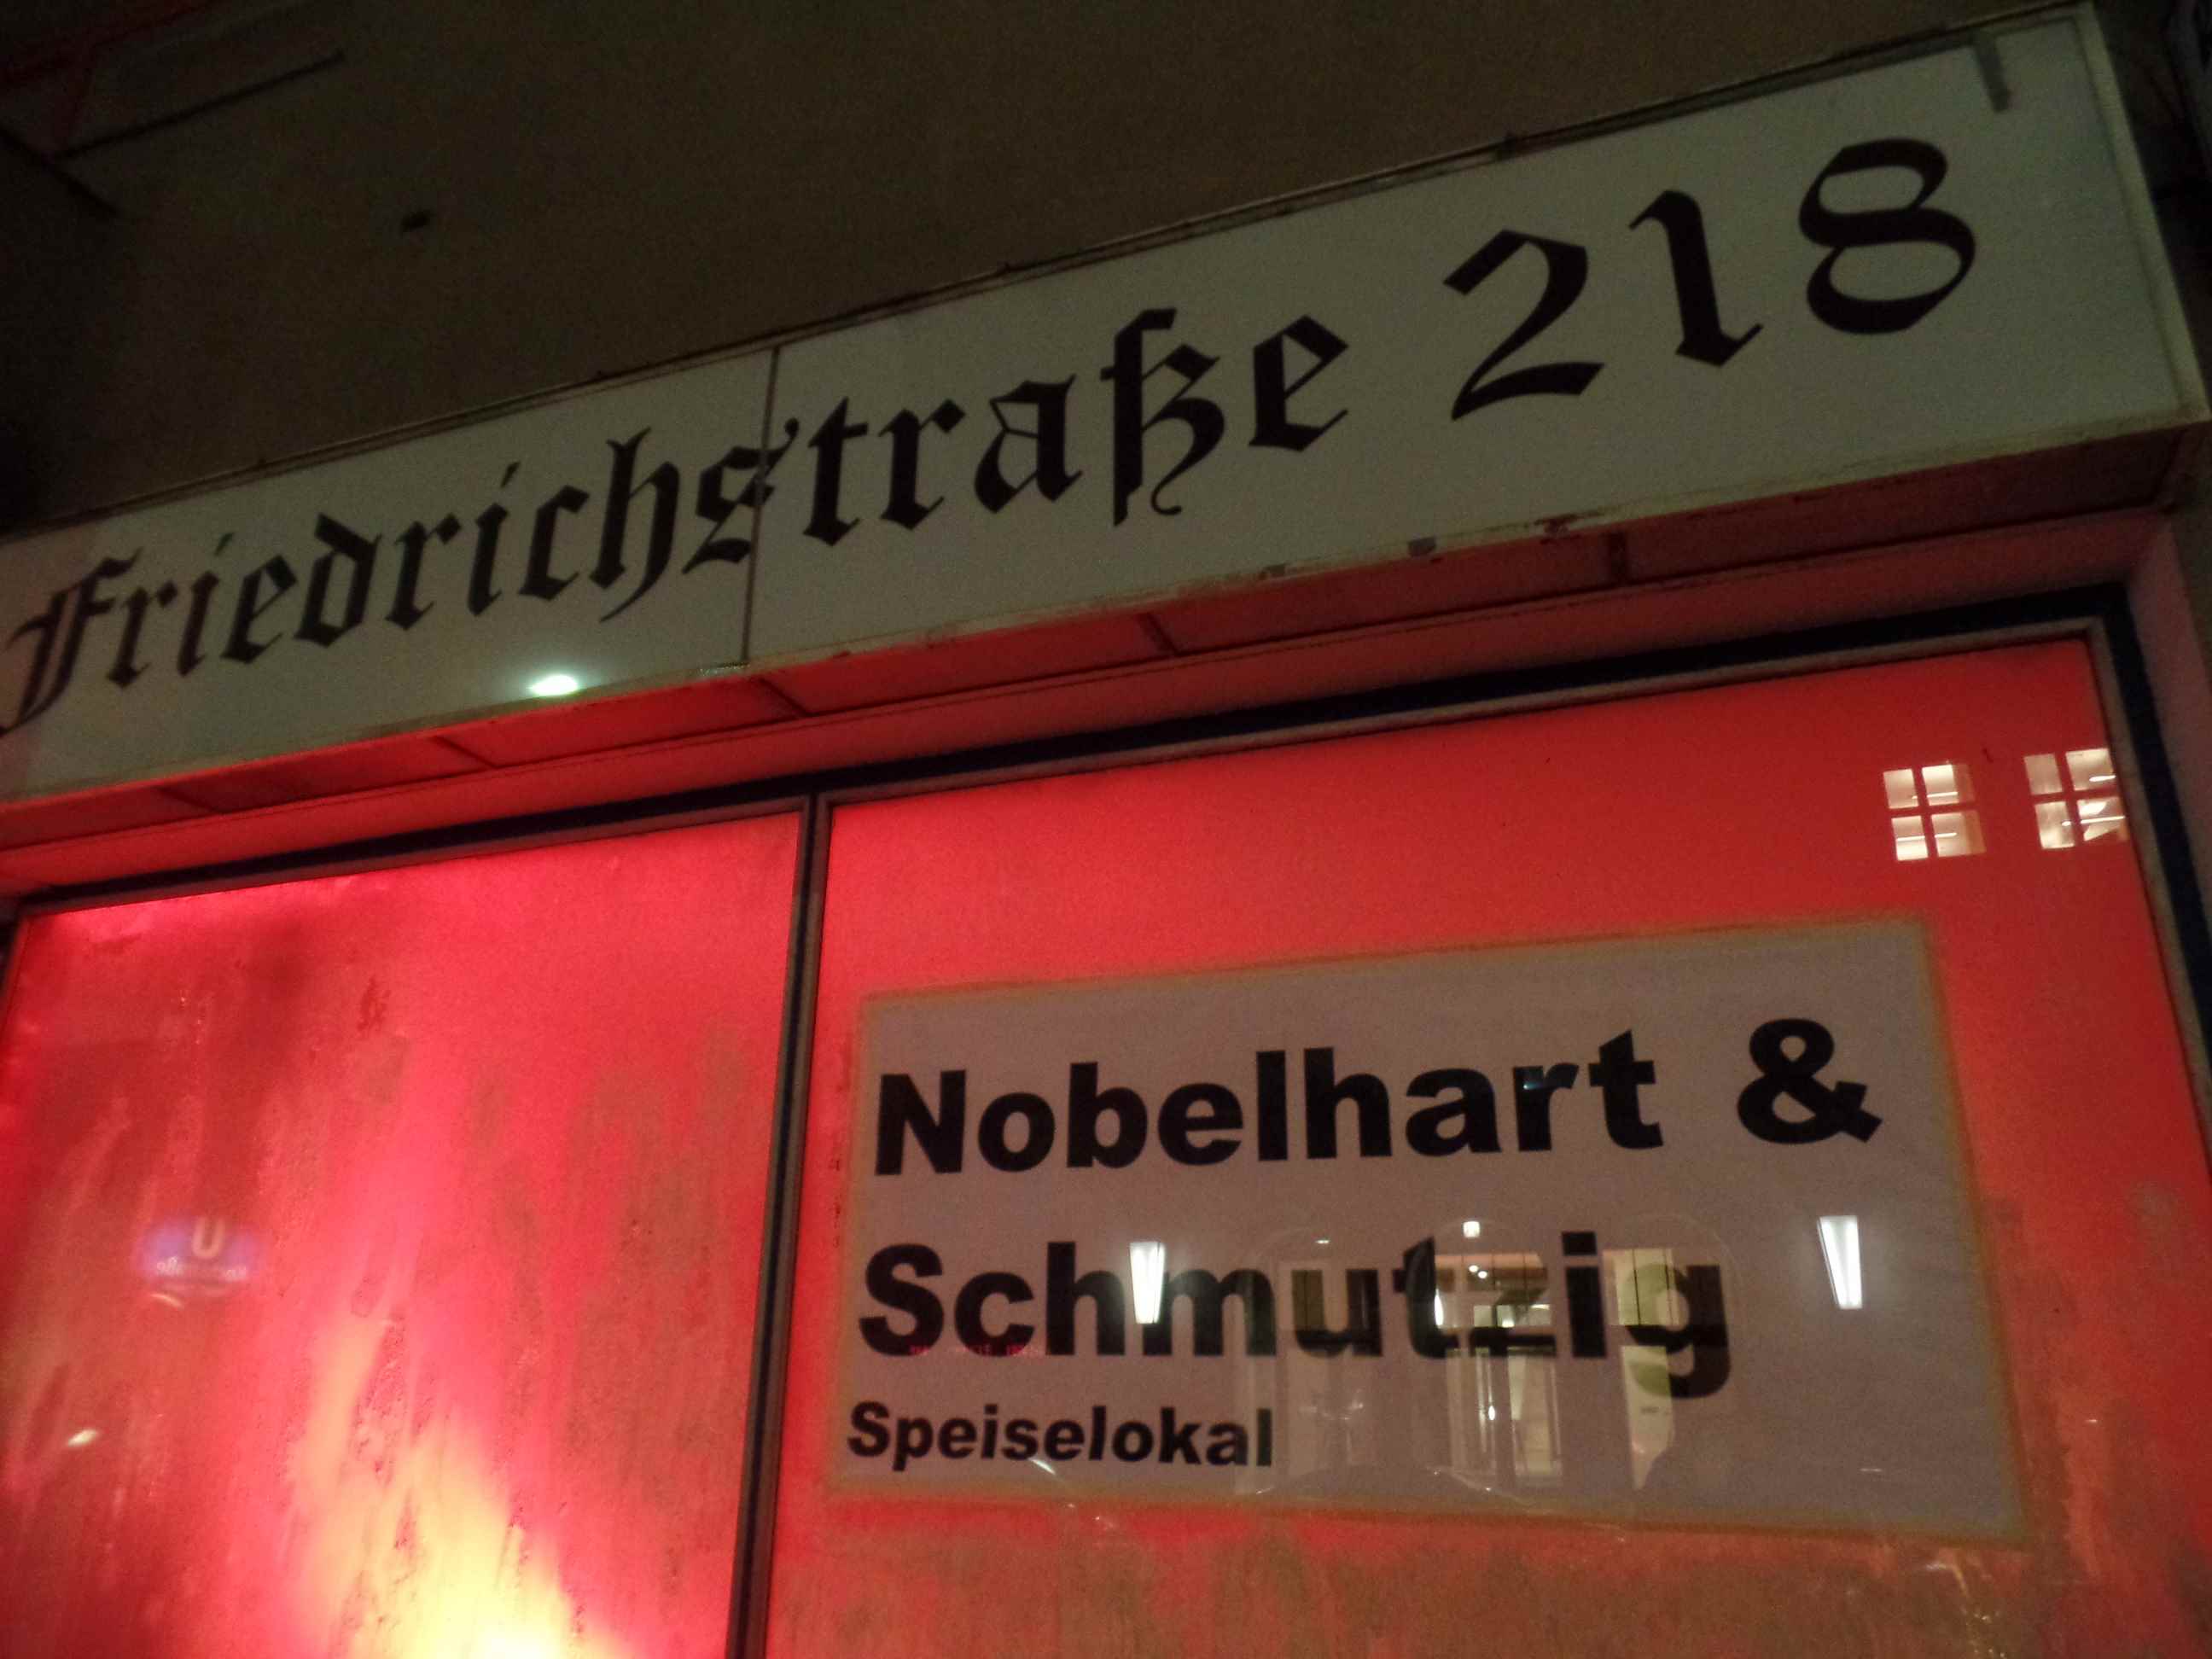 Friedrichstraße 218
Nobelhart &
Schmutzig
Speiselokal
U